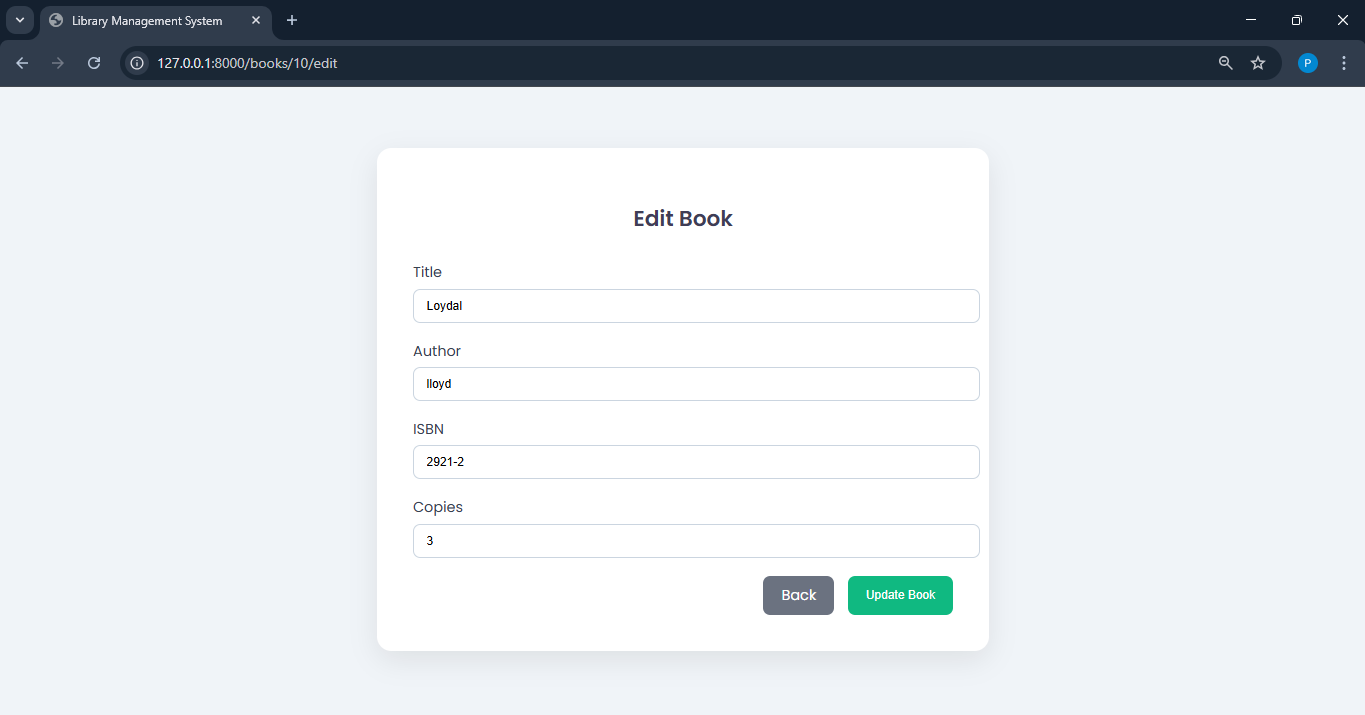 Library Management System
127.0.0.1:8000/books/10/edit
P
Edit Book
Title
Loydal
Author
lloyd
ISBN
2921-2
Copies
3
Back Update Book